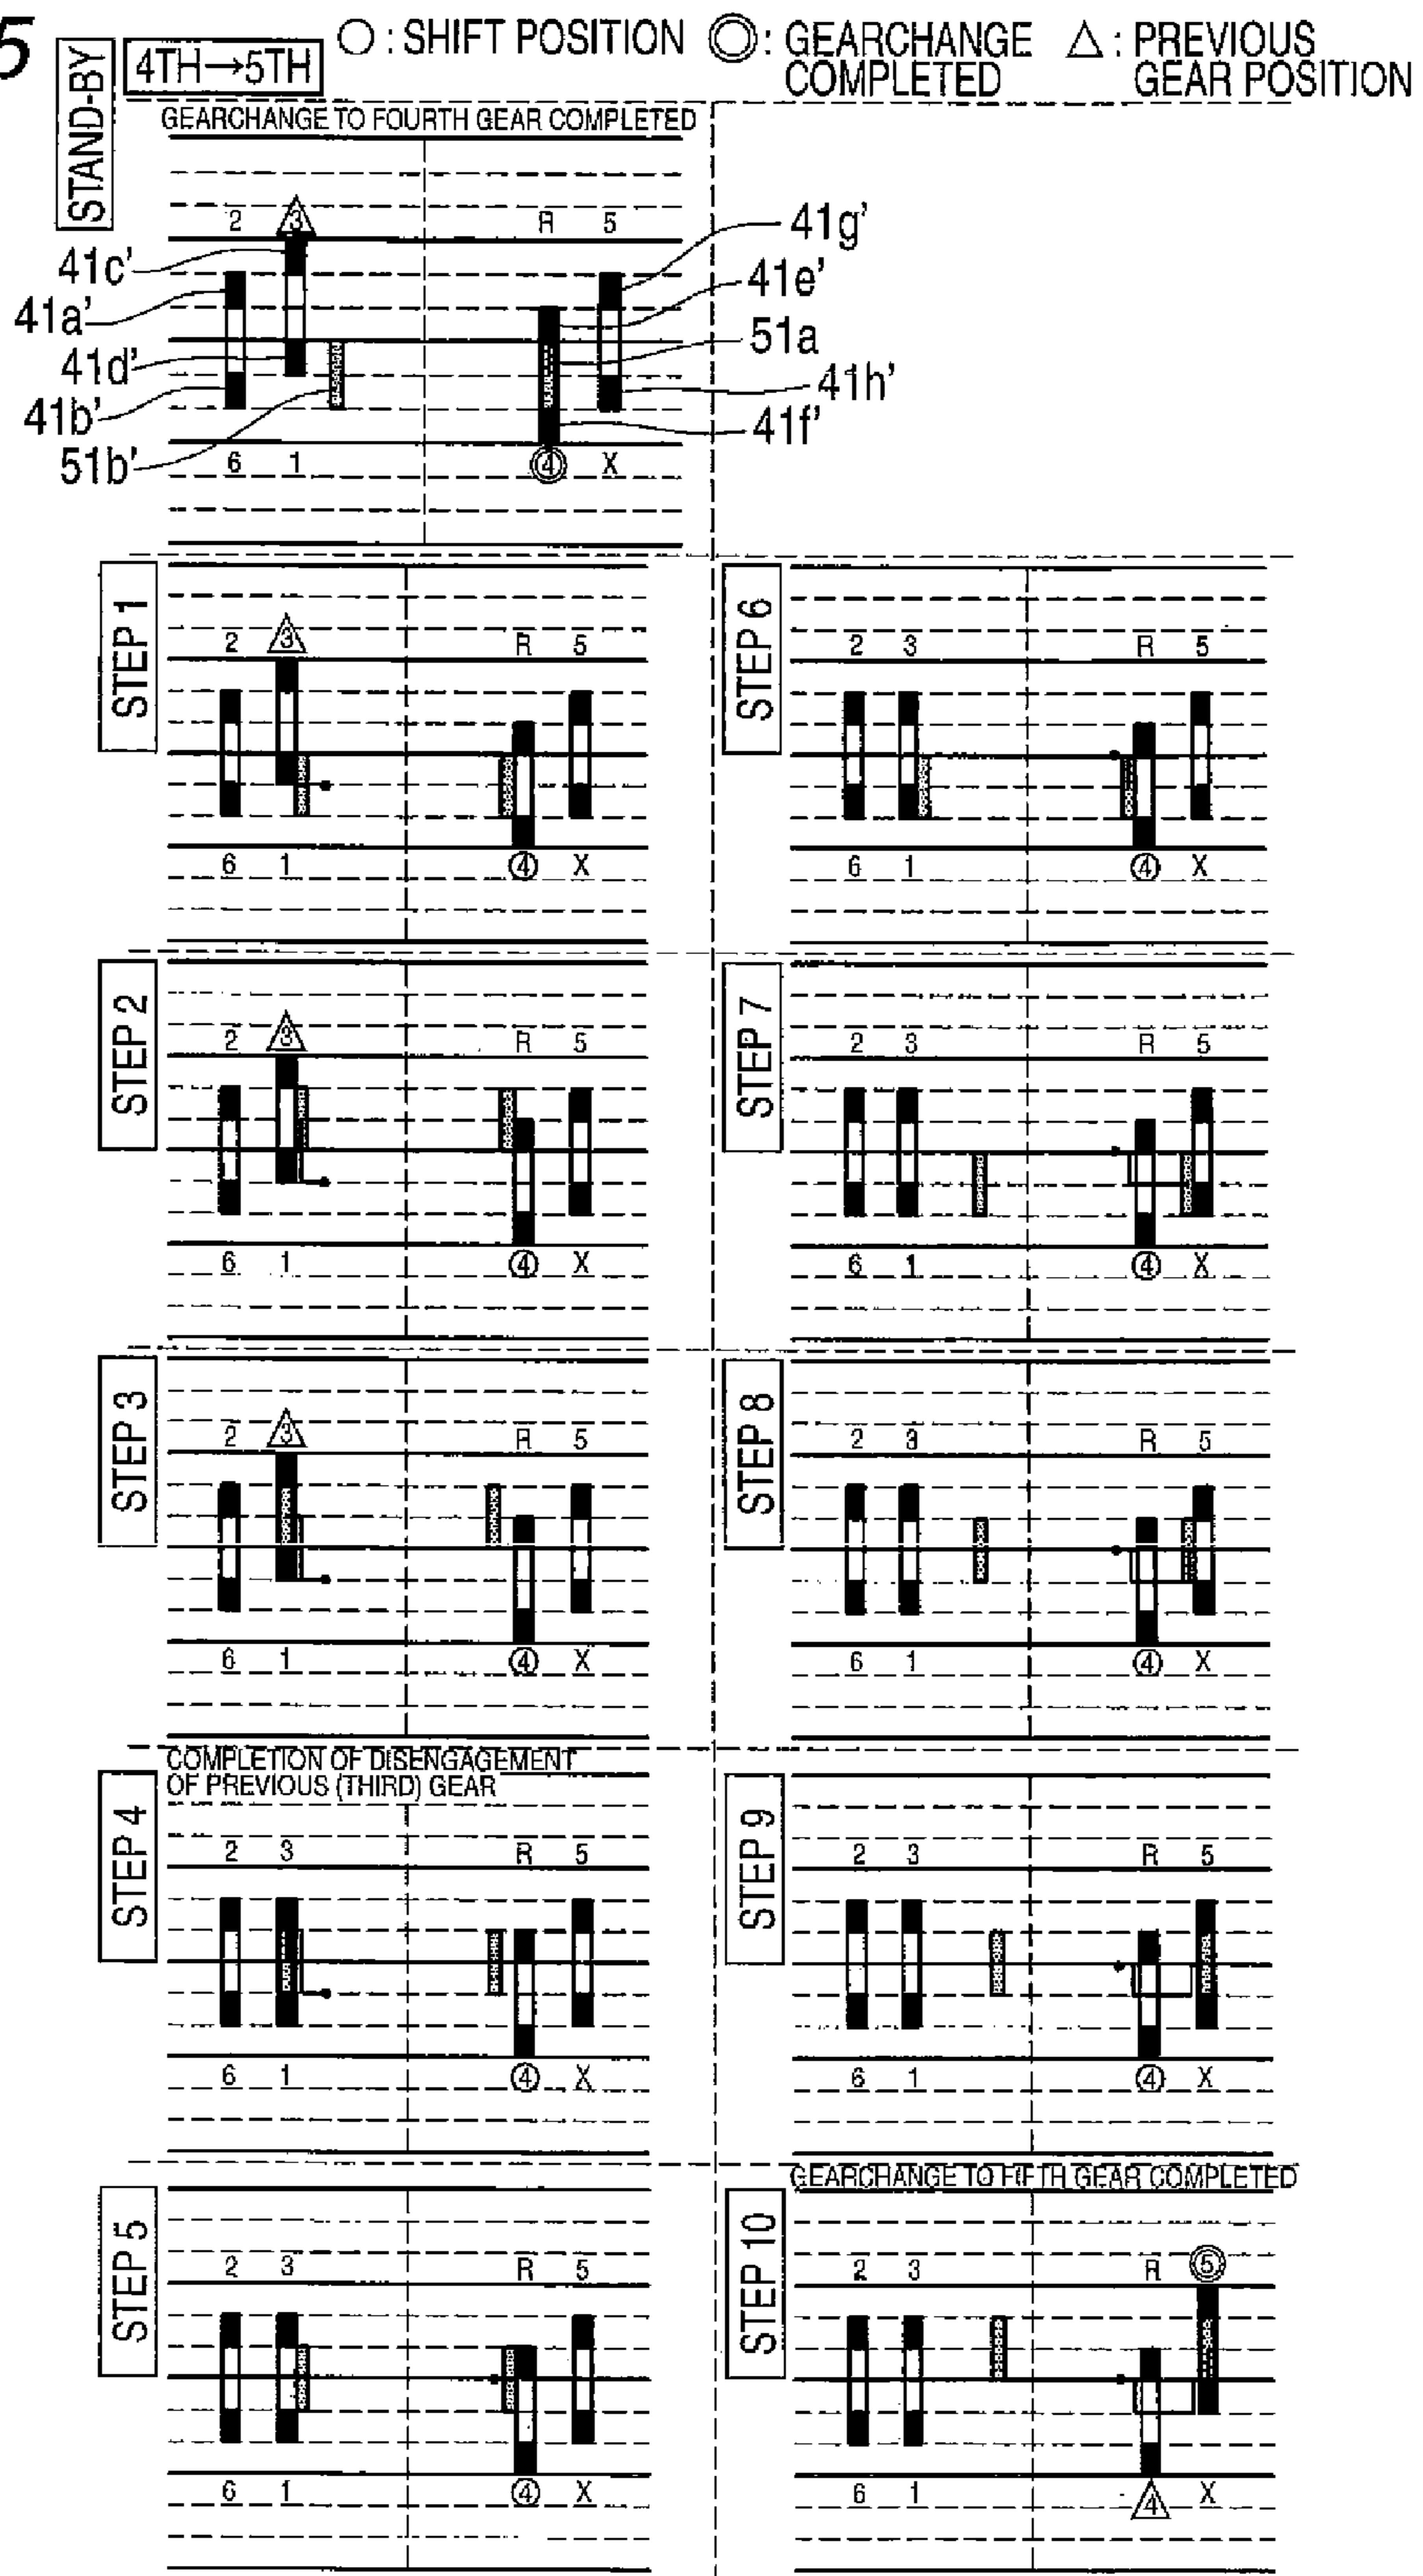 5
STAND-BY
4TH→5TH
○ : SHIFT POSITION ◎ : GEARCHANGE COMPLETED △ : PREVIOUS GEAR POSITION
GEARCHANGE TO FOURTH GEAR COMPLETED
2 3 R 5
41c'
41a'
41d'
41b'
51b'
41g'
41e'
51a
41h'
41f'
6 1 4 X
STEP 1
2 3 R 5
6 1 4 X
STEP 2
2 3 R 5
6 1 4 X
STEP 3
2 3 R 5
6 1 4 X
STEP 4
COMPLETION OF DISENGAGEMENT
OF PREVIOUS (THIRD) GEAR
2 3 R 5
6 1 4 X
STEP 5
2 3 R 5
6 1 4 X
STEP 6
2 3 R 5
6 1 4 X
STEP 7
2 3 R 5
6 1 4 X
STEP 8
2 3 R 5
6 1 4 X
STEP 9
2 3 R 5
6 1 4 X
STEP 10
GEARCHANGE TO FIFTH GEAR COMPLETED
2 3 R 5
6 1 4 X